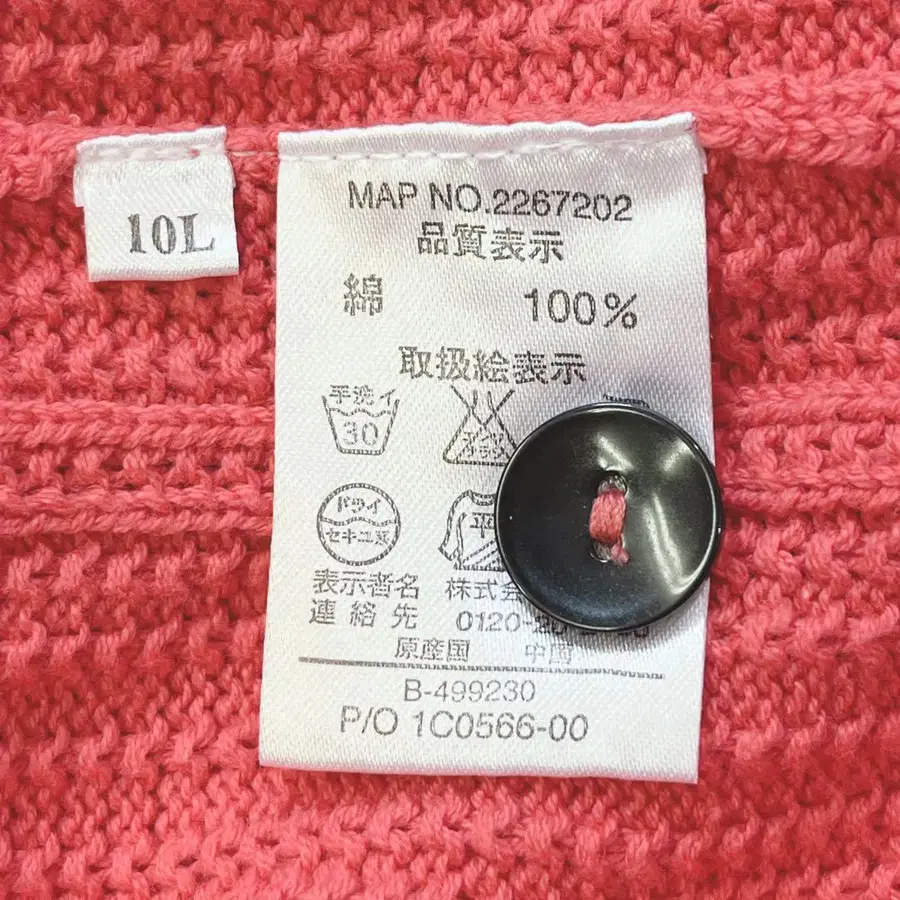 10L
MAP NO.2267202
品質表示
綿 100%
取扱絵表示
手洗イ
30
ドライ
セキユ系
平
表示者名 株式会
連絡先 0120-20
原産国 中国
B-499230
P/O 1C0566-00